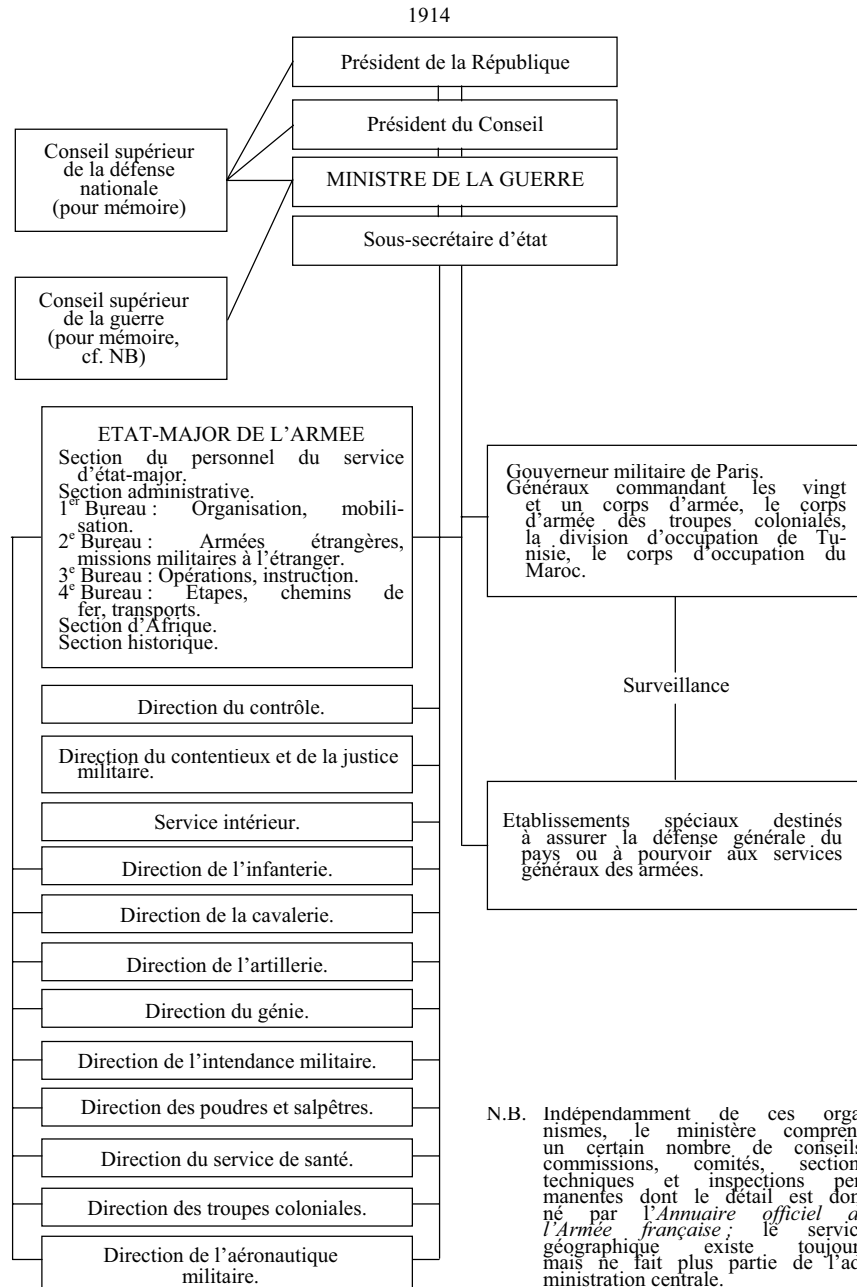 1914
Président de la République
Président du Conseil
Conseil supérieur
de la défense
nationale
(pour mémoire)
MINISTRE DE LA GUERRE
Sous-secrétaire d'état
Conseil supérieur
de la guerre
(pour mémoire,
cf. NB)
ETAT-MAJOR DE L'ARMEE
Section du personnel du service
d'état-major.
Section administrative.
1er Bureau : Organisation, mobili-
sation.
2e Bureau : Armées étrangères,
missions militaires à l'étranger.
3e Bureau : Opérations, instruction.
4e Bureau : Etapes, chemins de
fer, transports.
Section d'Afrique.
Section historique.
Gouverneur militaire de Paris.
Généraux commandant les vingt
et un corps d'armée, le corps
d'armée des troupes coloniales,
la division d'occupation de Tu-
nisie, le corps d'occupation du
Maroc.
Surveillance
Direction du contrôle.
Direction du contentieux et de la justice
militaire.
Service intérieur.
Direction de l'infanterie.
Direction de la cavalerie.
Direction de l'artillerie.
Direction du génie.
Direction de l'intendance militaire.
Direction des poudres et salpêtres.
Direction du service de santé.
Direction des troupes coloniales.
Direction de l'aéronautique
militaire.
Etablissements spéciaux destinés
à assurer la défense générale du
pays ou à pourvoir aux services
généraux des armées.
N.B. Indépendamment de ces orga
nismes, le ministère compren
un certain nombre de conseils
commissions, comités, section
techniques et inspections per
manentes dont le détail est don
né par l'Annuaire officiel d
l'Armée française ; le servic
géographique existe toujour
mais ne fait plus partie de l'ad
ministration centrale.